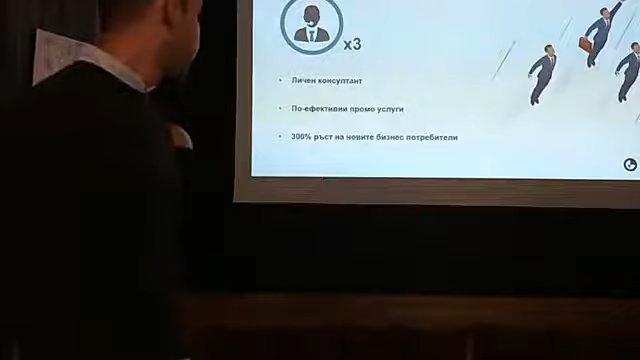 x3
Личен консултант
По-ефективни промо услуги
300% ръст на новите бизнес потребители